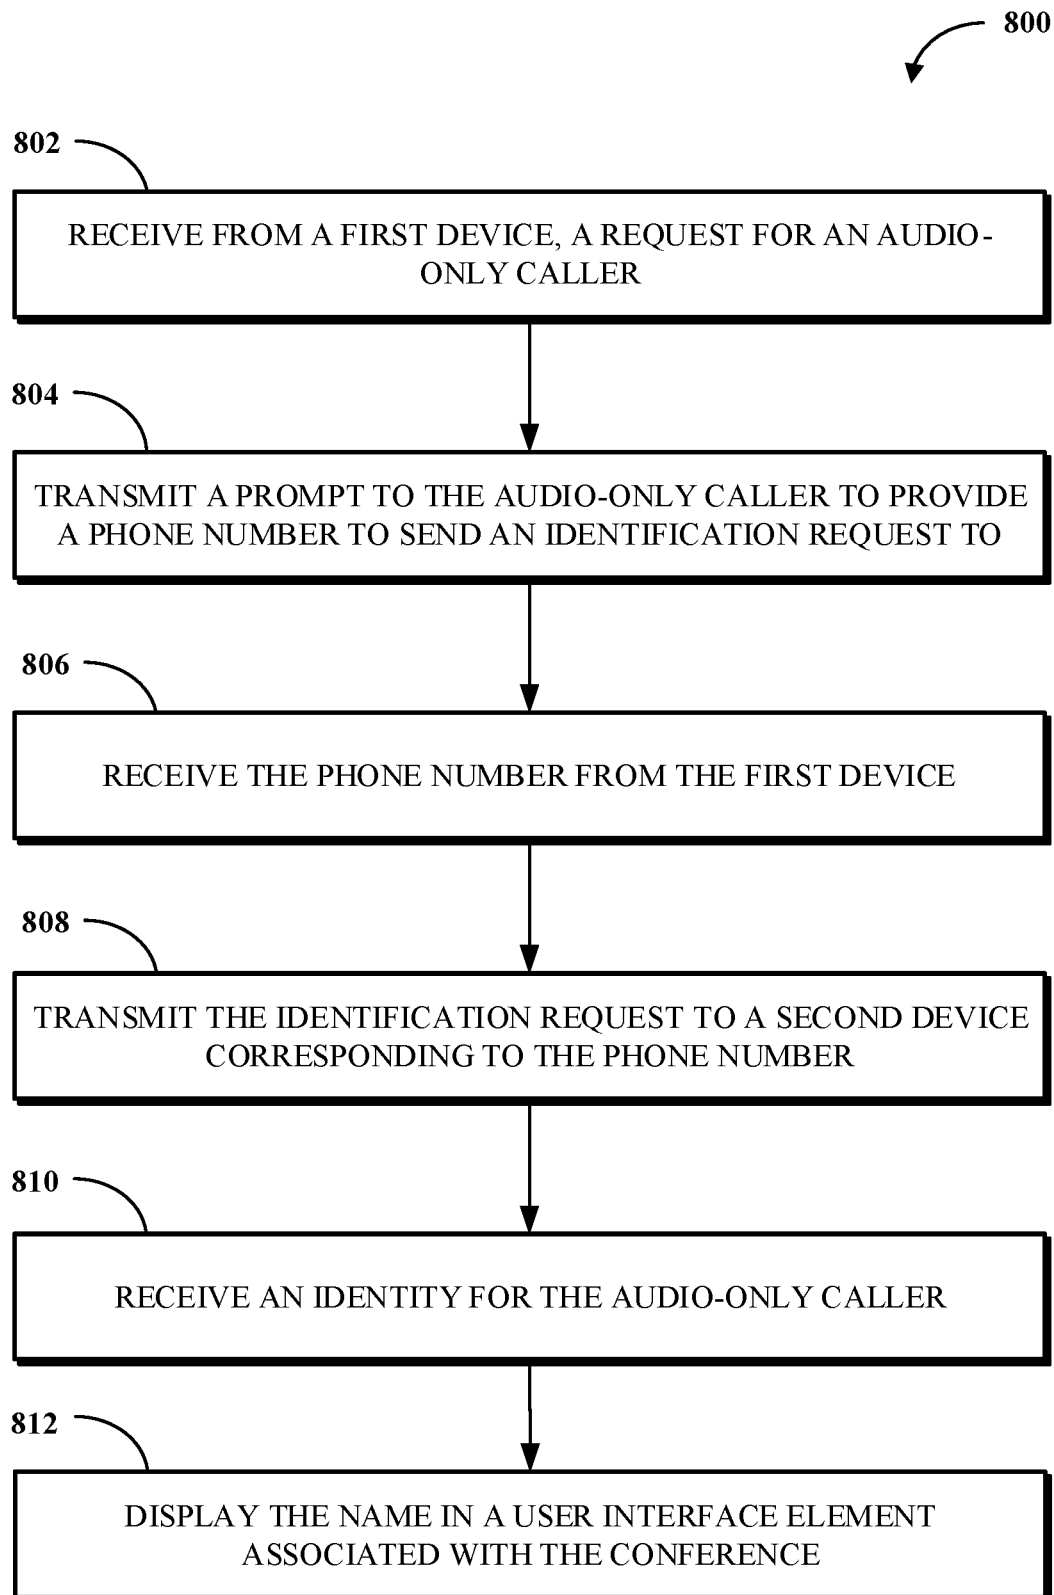 800
802
RECEIVE FROM A FIRST DEVICE, A REQUEST FOR AN AUDIO-
ONLY CALLER
804
TRANSMIT A PROMPT TO THE AUDIO-ONLY CALLER TO PROVIDE
A PHONE NUMBER TO SEND AN IDENTIFICATION REQUEST TO
806
RECEIVE THE PHONE NUMBER FROM THE FIRST DEVICE
808
TRANSMIT THE IDENTIFICATION REQUEST TO A SECOND DEVICE
CORRESPONDING TO THE PHONE NUMBER
810
RECEIVE AN IDENTITY FOR THE AUDIO-ONLY CALLER
812
DISPLAY THE NAME IN A USER INTERFACE ELEMENT
ASSOCIATED WITH THE CONFERENCE